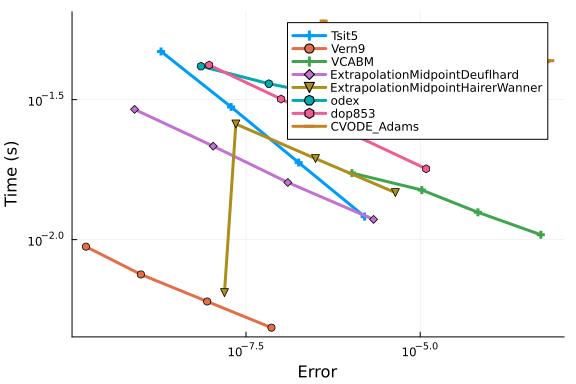 Tsit5
Vern9
VCABM
ExtrapolationMidpointDeuflhard
ExtrapolationMidpointHairerWanner
odex
dop853
CVODE_Adams
Time (s)
10^−1.5
10^−2.0
10^−7.5
10^−5.0
Error